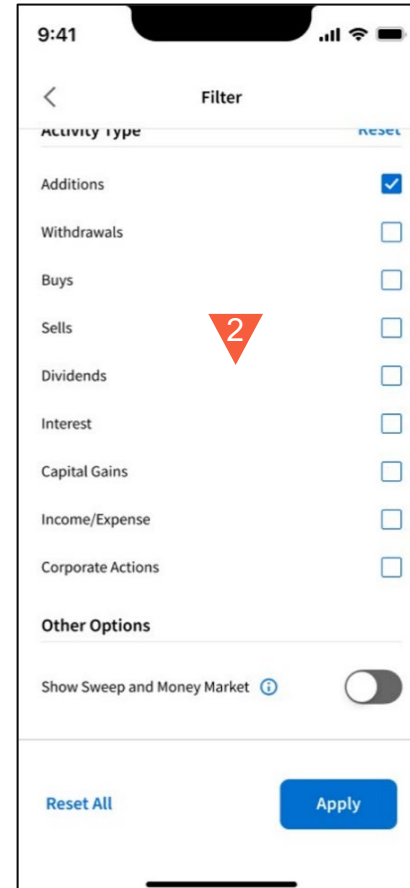 9:41
Filter
Activity Type Reset
Additions
Withdrawals
Buys
Sells
2
Dividends
Interest
Capital Gains
Income/Expense
Corporate Actions
Other Options
Show Sweep and Money Market
Reset All Apply